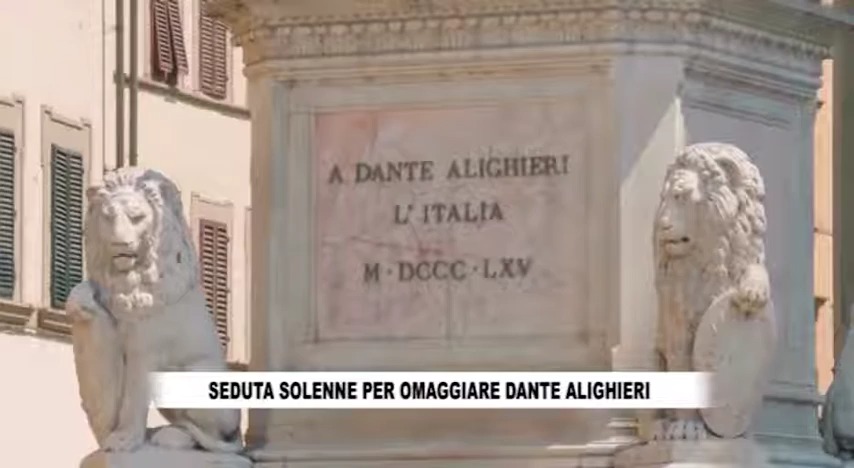 A DANTE ALIGHIERI
L'ITALIA
M·DCCC·LXV
SEDUTA SOLENNE PER OMAGGIARE DANTE ALIGHIERI